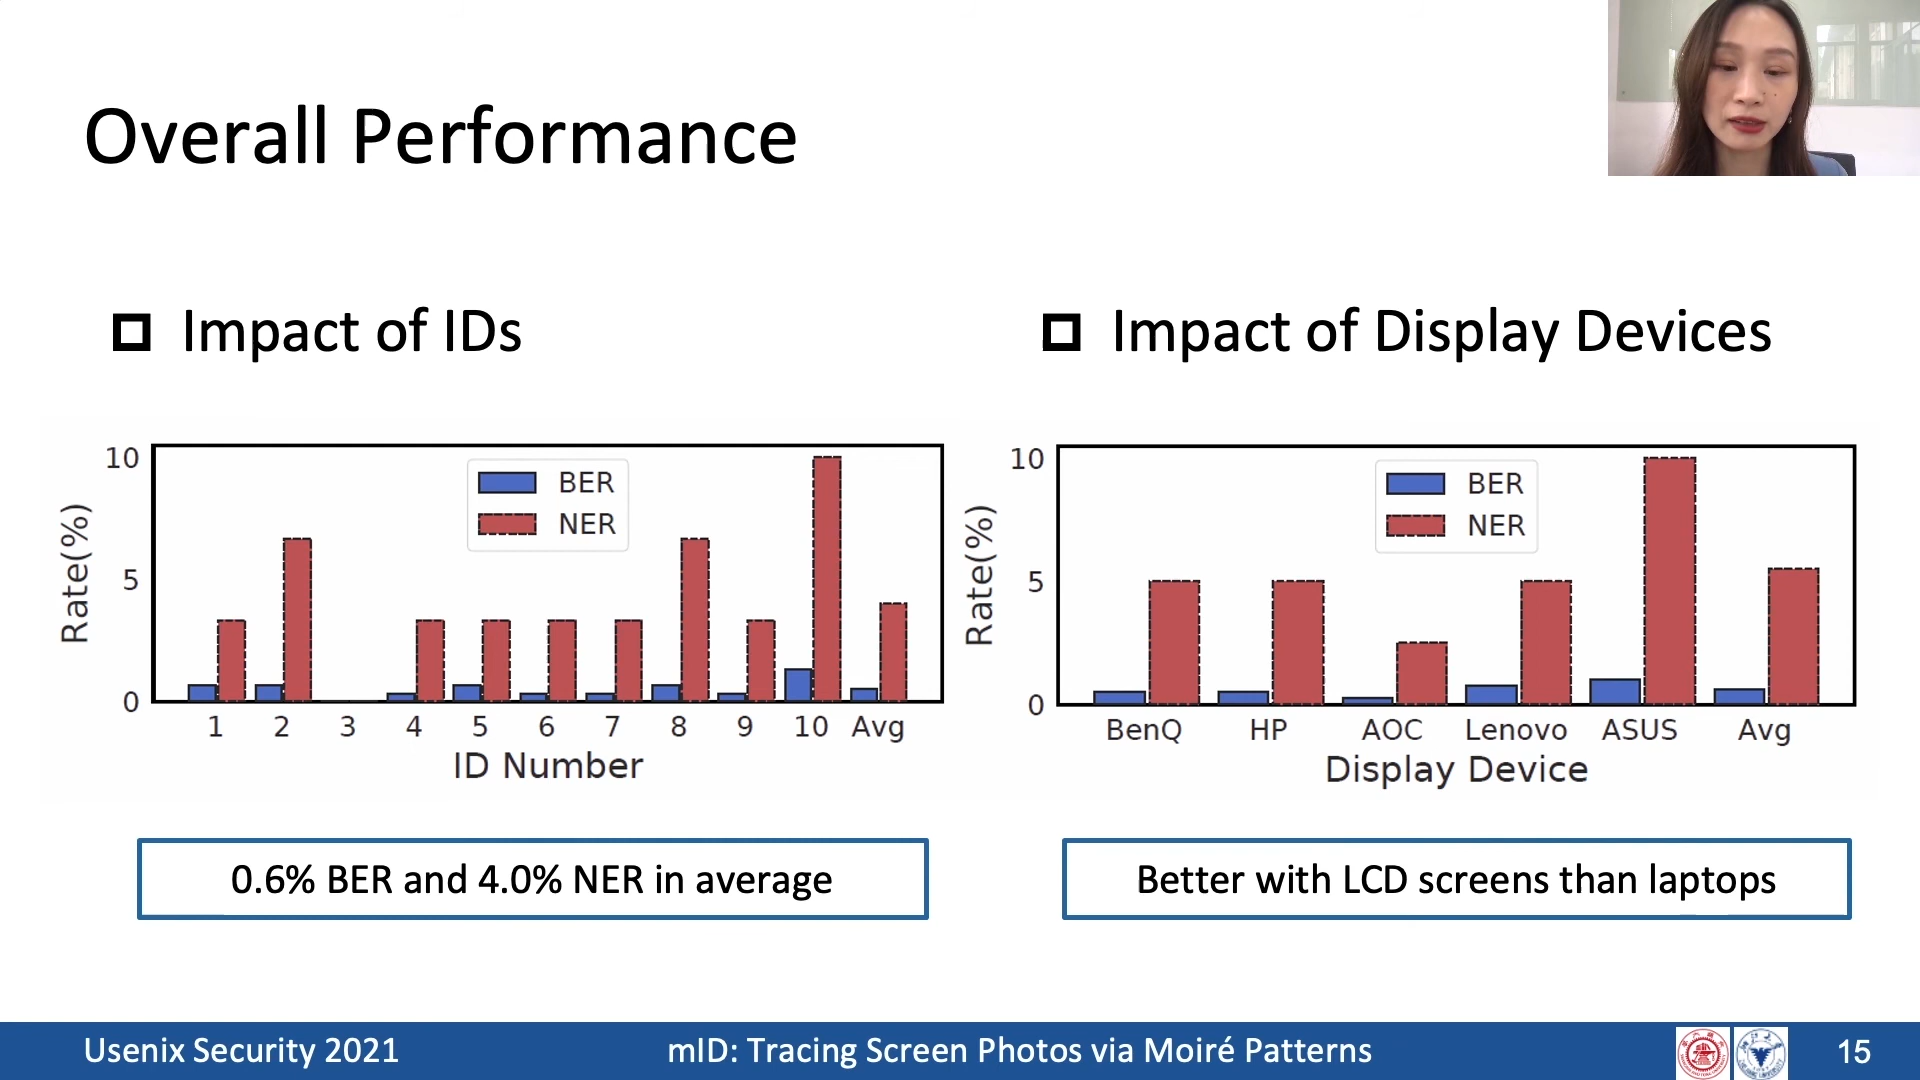 Overall Performance
Impact of IDs
Impact of Display Devices
10
5
0
Rate(%)
BER
NER
1 2 3 4 5 6 7 8 9 10 Avg
ID Number
10
5
0
Rate(%)
BER
NER
BenQ HP AOC Lenovo ASUS Avg
Display Device
0.6% BER and 4.0% NER in average
Better with LCD screens than laptops
Usenix Security 2021
mID: Tracing Screen Photos via Moiré Patterns
15